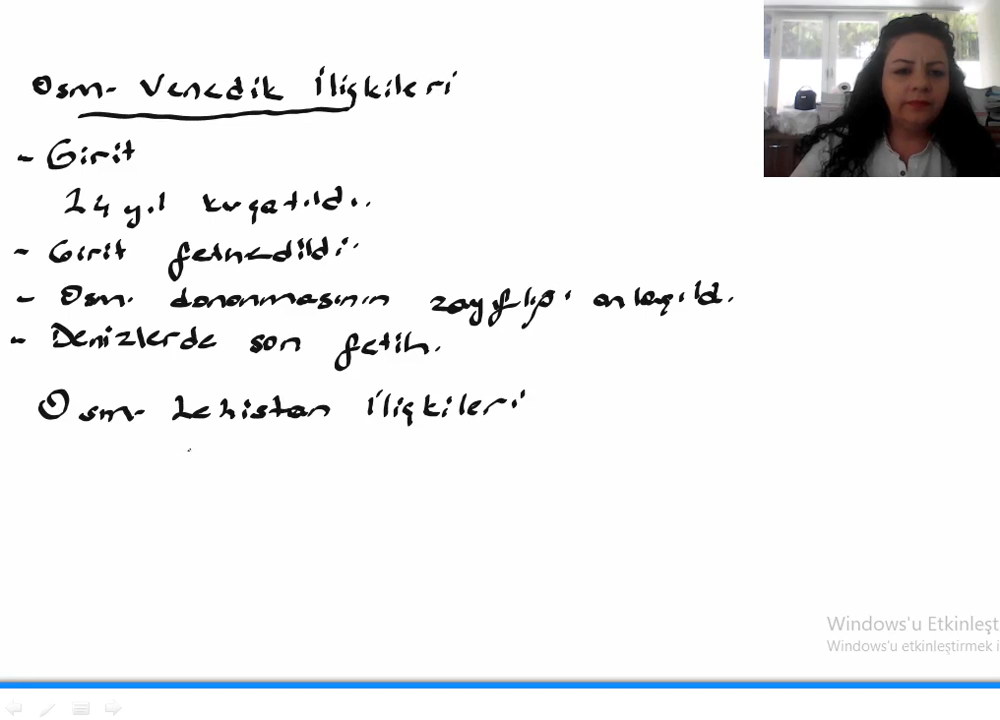 Osm- Venedik İlişkileri
- Girit
24 yıl kuşatıldı.
- Girit fethedildi.
- Osm. donanmasının zayıflığı anlaşıldı.
- Denizlerde son fetih.
Osm- Lehistan İlişkileri
Windows'u Etkinleşt
Windows'u etkinleştirmek i